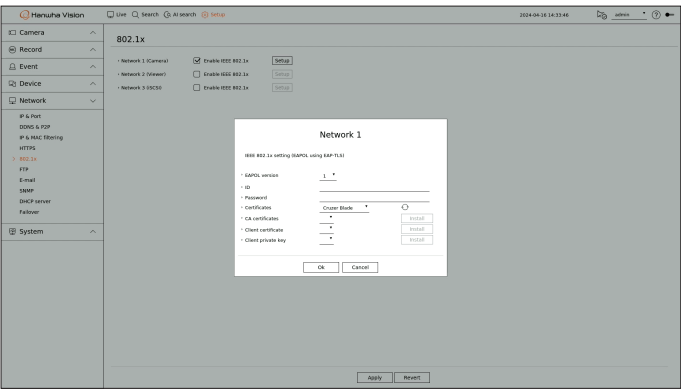 Hanwha Vision
Live Search AI search Setup
2024-04-16 14:33:46
admin
Camera
Record
Event
Device
Network
IP & Port
DDNS & P2P
IP & MAC filtering
HTTPS
802.1x
FTP
E-mail
SNMP
DHCP server
Failover
System
802.1x
Network 1 (Camera) Enable IEEE 802.1x Setup
Network 2 (Viewer) Enable IEEE 802.1x Setup
Network 3 (iSCSI) Enable IEEE 802.1x Setup
Network 1
IEEE 802.1x setting (EAPOL using EAP-TLS)
EAPOL version 1
ID
Password
Certificates Cruzer Blade
CA certificates Install
Client certificate Install
Client private key Install
Ok Cancel
Apply Revert